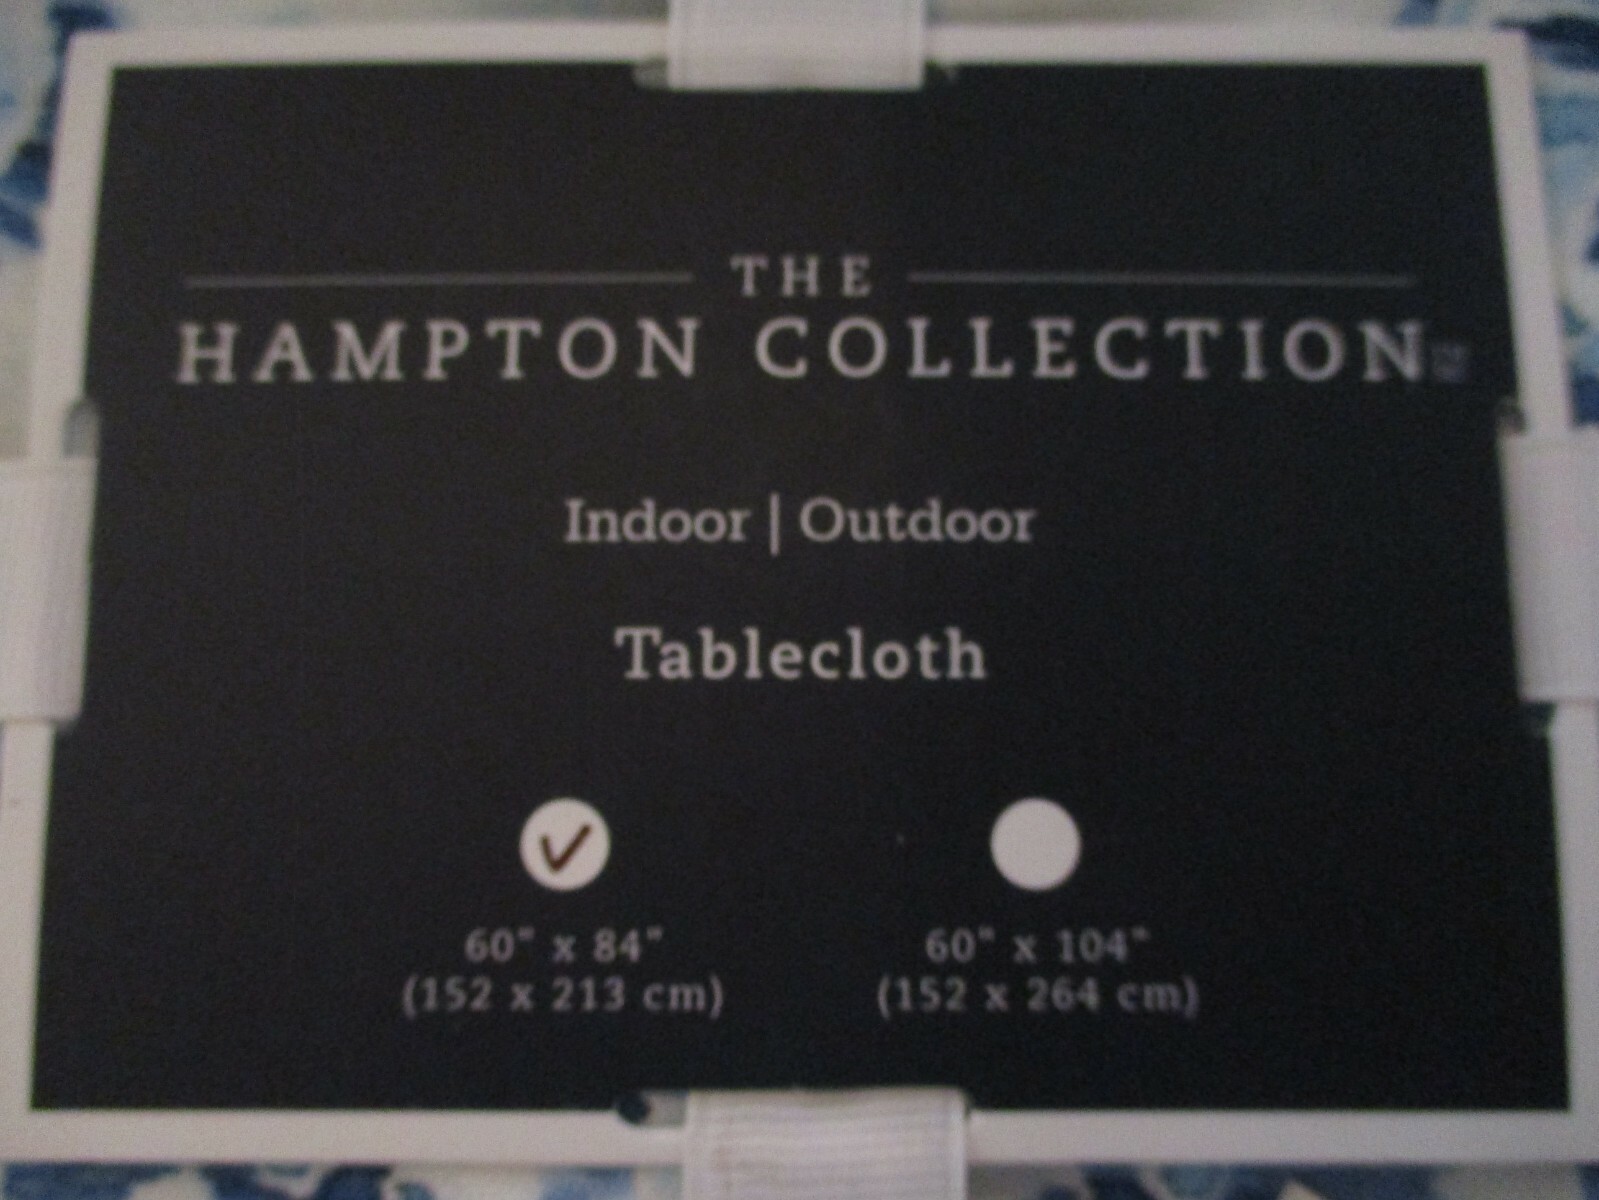 THE
HAMPTON COLLECTION
Indoor | Outdoor
Tablecloth
60" x 84"
(152 x 213 cm)
60" x 104"
(152 x 264 cm)